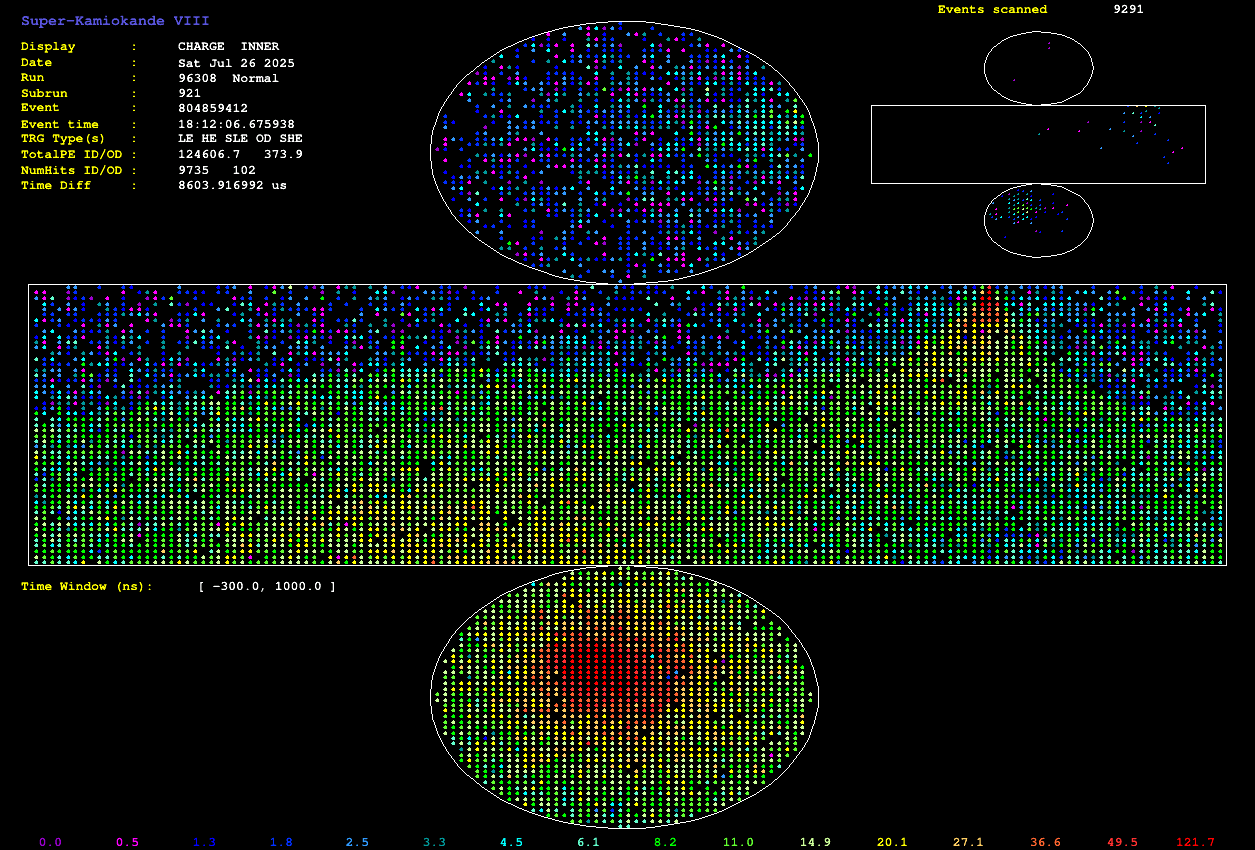 Super-Kamiokande VIII
Events scanned 9291
Display : CHARGE INNER
Date : Sat Jul 26 2025
Run : 96308 Normal
Subrun : 921
Event : 804859412
Event time : 18:12:06.675938
TRG Type(s) : LE HE SLE OD SHE
TotalPE ID/OD : 124606.7 373.9
NumHits ID/OD : 9735 102
Time Diff : 8603.916992 us
Time Window (ns): [ -300.0, 1000.0 ]
0.0 0.5 1.3 1.8 2.5 3.3 4.5 6.1 8.2 11.0 14.9 20.1 27.1 36.6 49.5 121.7